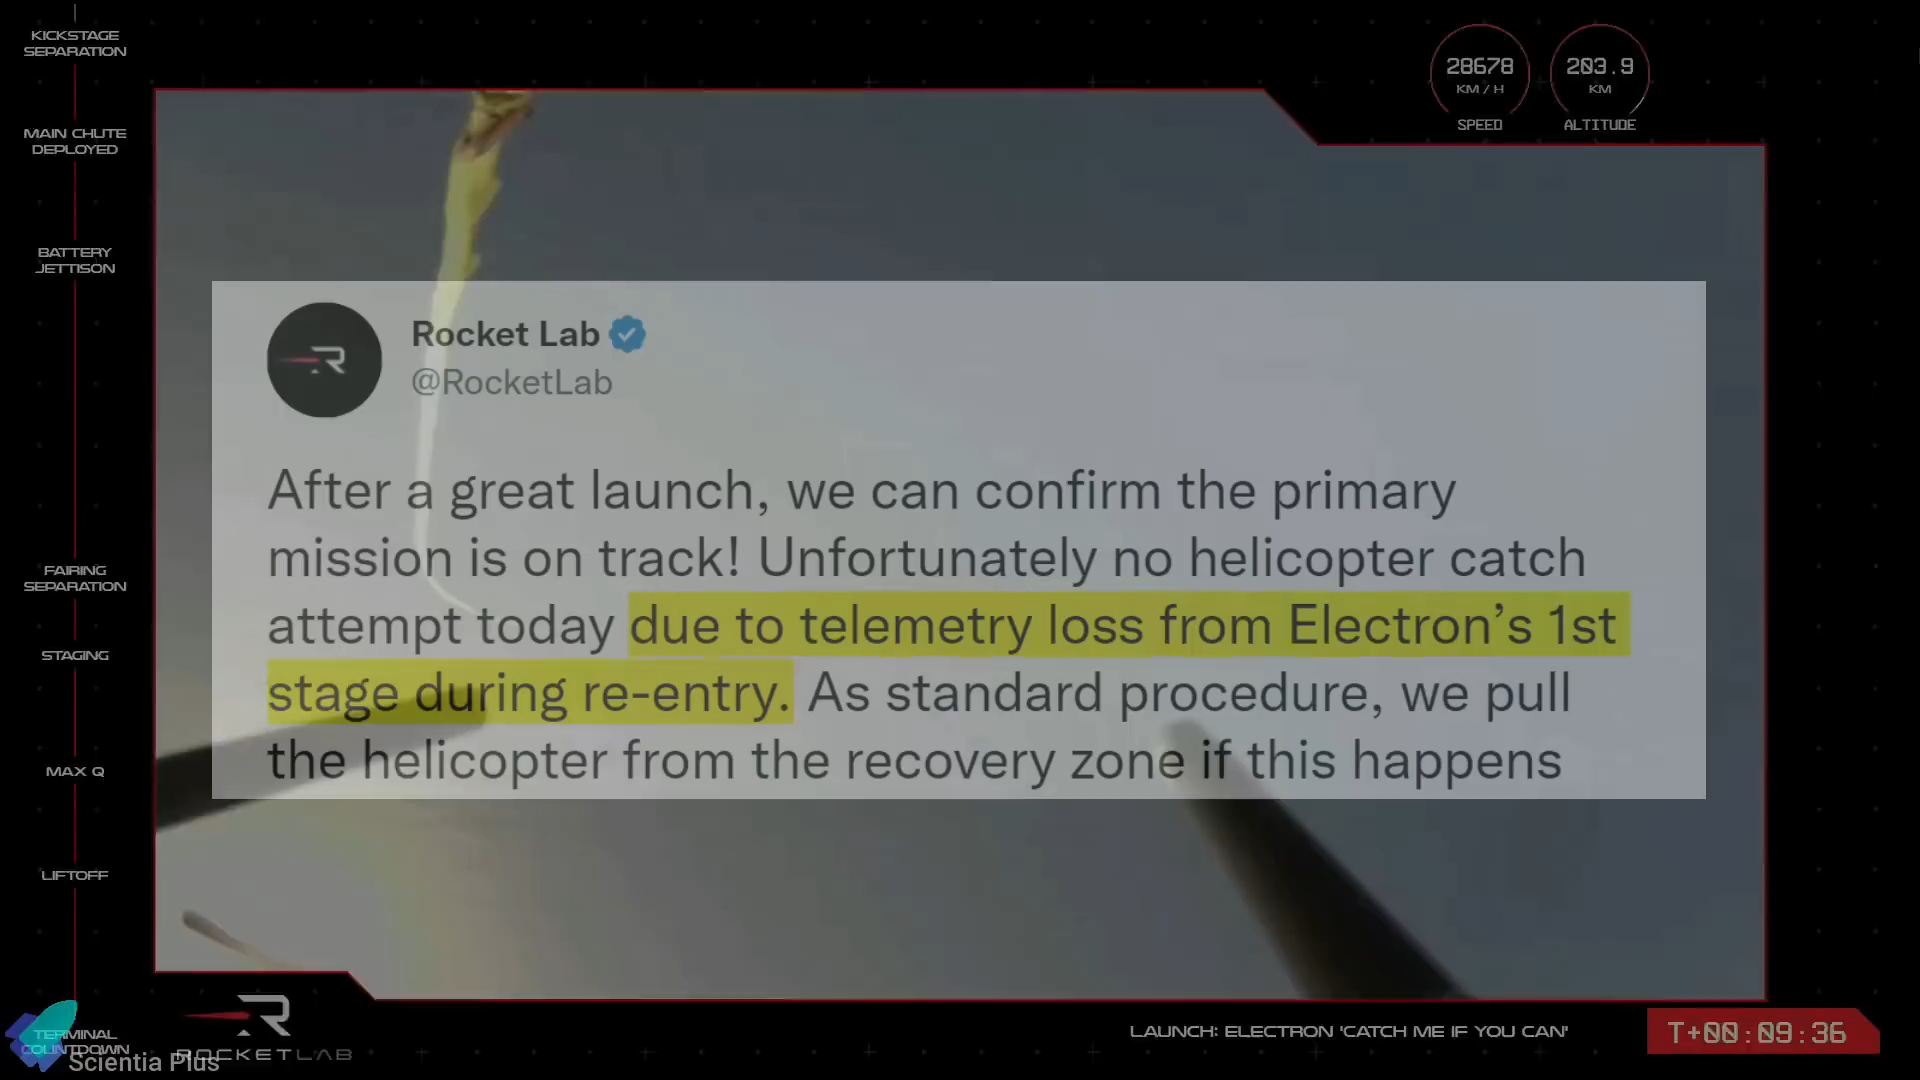 KICKSTAGE
SEPARATION
MAIN CHUTE
DEPLOYED
BATTERY
JETTISON
FAIRING
SEPARATION
STAGING
MAX Q
LIFTOFF
TERMINAL
COUNTDOWN
28678
KM/H
SPEED
203.9
KM
ALTITUDE
Rocket Lab
@RocketLab
After a great launch, we can confirm the primary
mission is on track! Unfortunately no helicopter catch
attempt today due to telemetry loss from Electron’s 1st
stage during re-entry. As standard procedure, we pull
the helicopter from the recovery zone if this happens
ROCKETLAB
Scientia Plus
LAUNCH: ELECTRON 'CATCH ME IF YOU CAN'
T+00:09:36